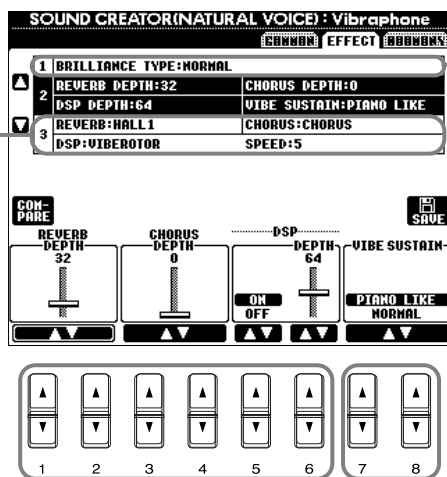 SOUND CREATOR(NATURAL VOICE) : Vibraphone
COMMON EFFECT HARMONY
1 BRILLIANCE TYPE:NORMAL
2 REVERB DEPTH:32 CHORUS DEPTH:0
DSP DEPTH:64 VIBE SUSTAIN:PIANO LIKE
3 REVERB:HALL1 CHORUS:CHORUS
DSP:VIBEROTOR SPEED:5
COM-
PARE
SAVE
REVERB DEPTH
32
CHORUS DEPTH
0
DSP
DEPTH
64
ON
OFF
VIBE SUSTAIN
PIANO LIKE
NORMAL
1 2 3 4 5 6 7 8